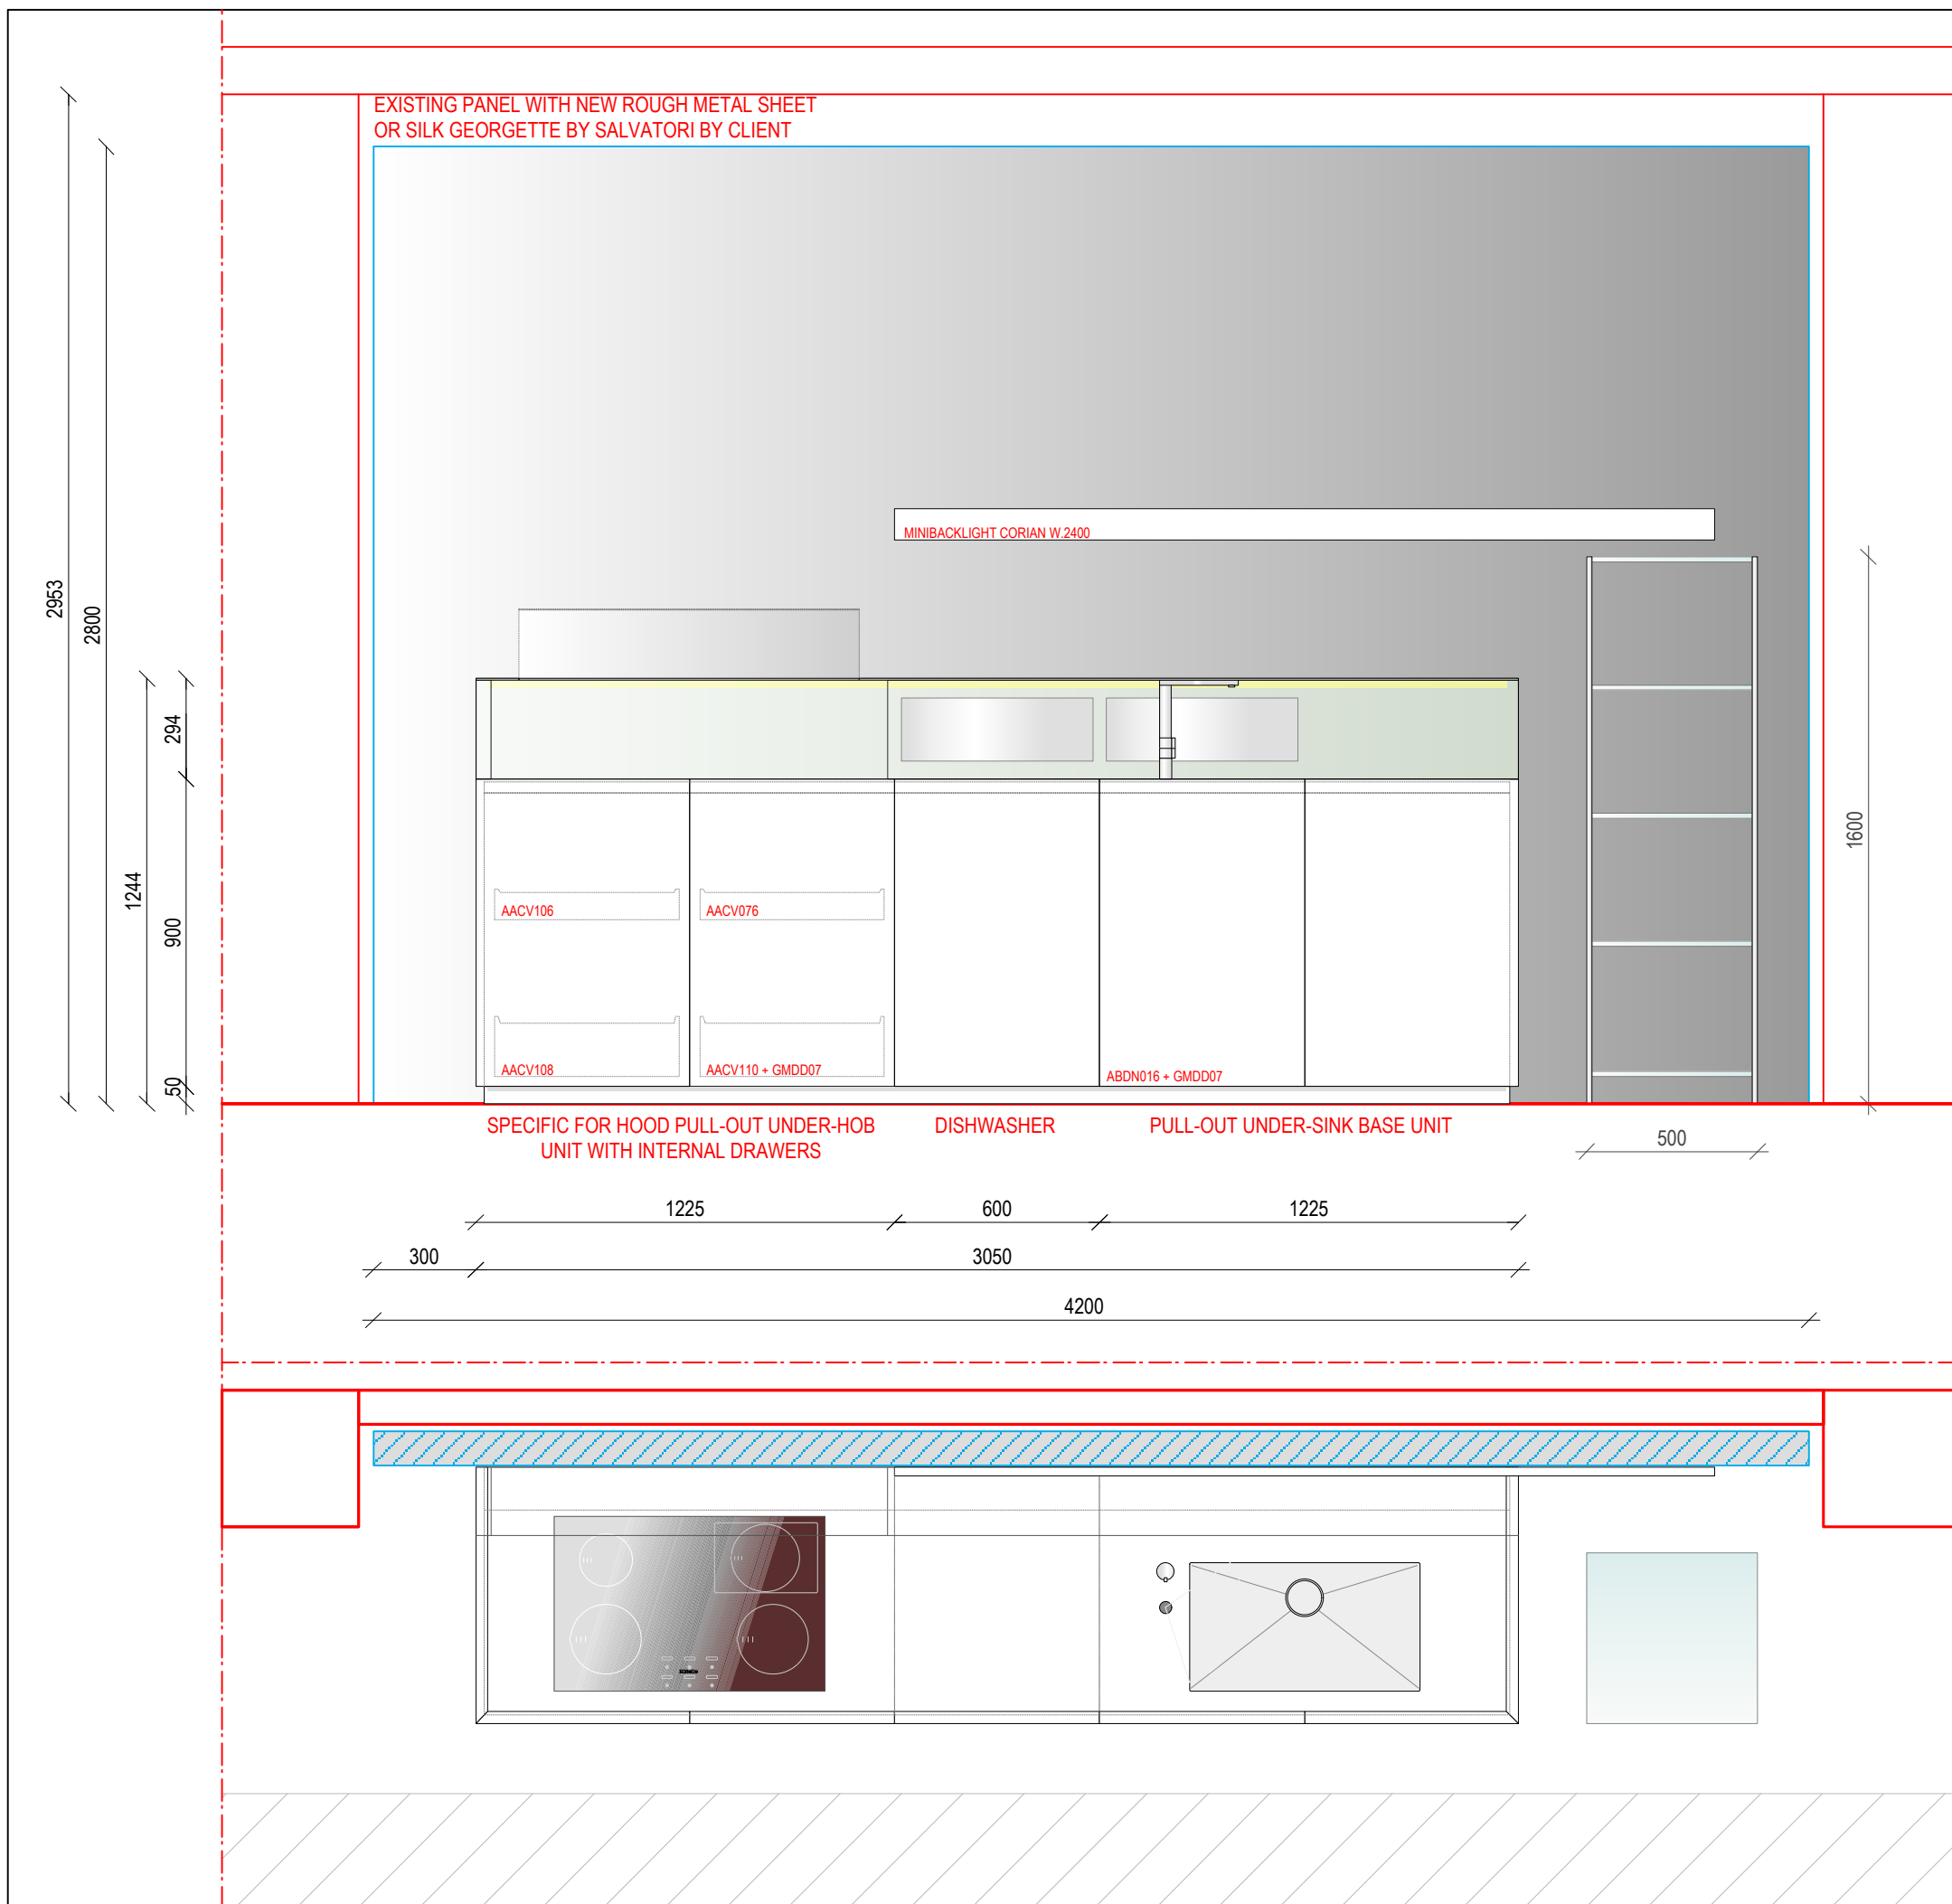 EXISTING PANEL WITH NEW ROUGH METAL SHEET
OR SILK GEORGETTE BY SALVATORI BY CLIENT
MINIBACKLIGHT CORIAN W.2400
2953
2800
1244
294
900
50
1600
AACV106
AACV076
AACV108
AACV110 + GMDD07
ABDN016 + GMDD07
SPECIFIC FOR HOOD PULL-OUT UNDER-HOB
UNIT WITH INTERNAL DRAWERS
DISHWASHER
PULL-OUT UNDER-SINK BASE UNIT
500
1225
600
1225
300
3050
4200